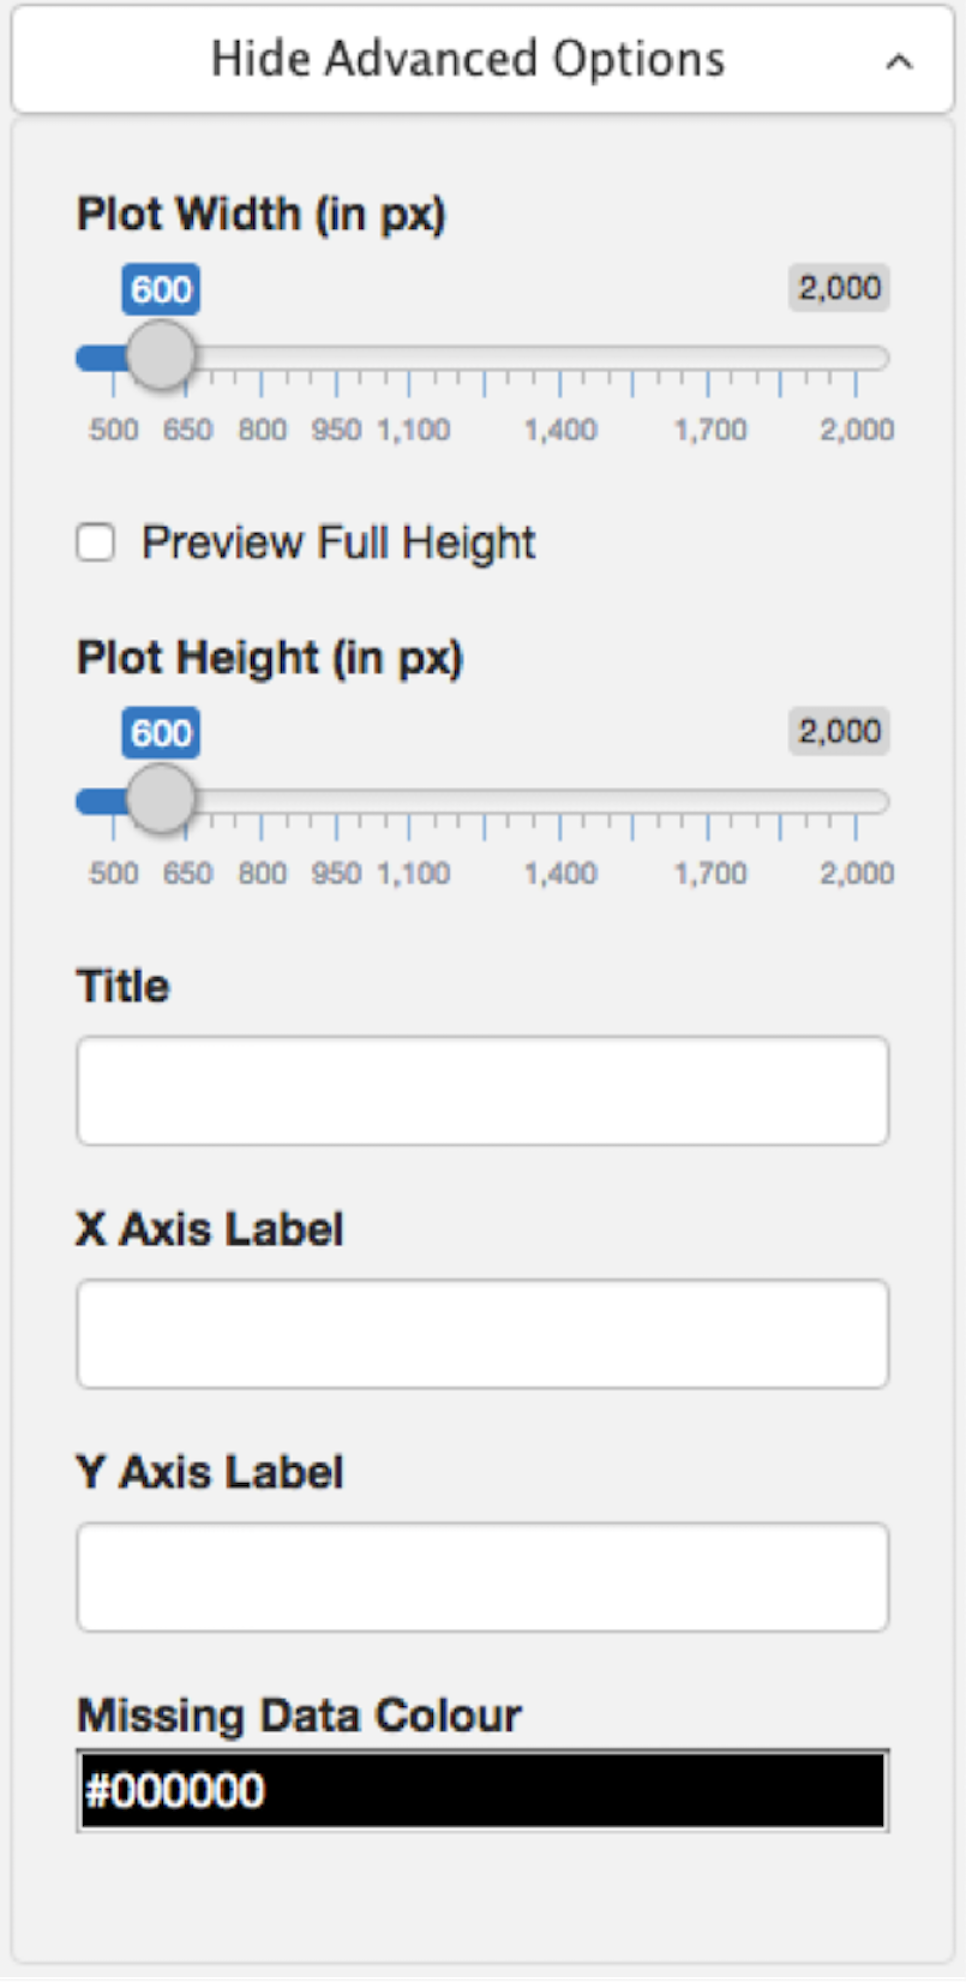 Hide Advanced Options
Plot Width (in px)
600 2,000
500 650 800 950 1,100 1,400 1,700 2,000
Preview Full Height
Plot Height (in px)
600 2,000
500 650 800 950 1,100 1,400 1,700 2,000
Title
X Axis Label
Y Axis Label
Missing Data Colour
#000000